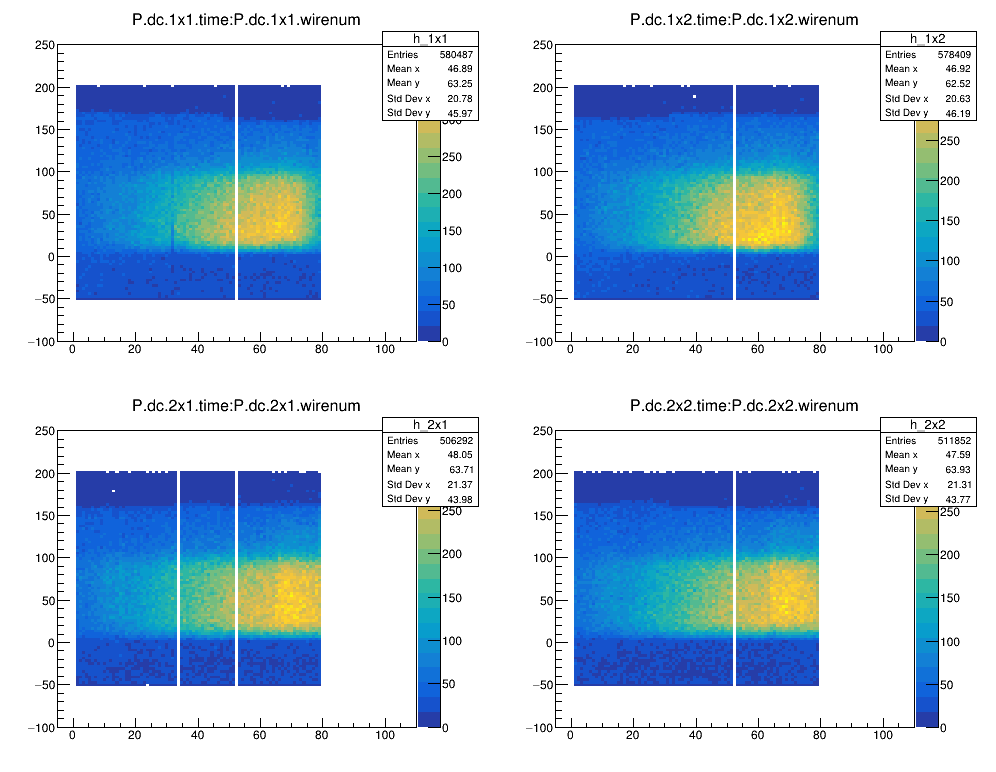 P.dc.1x1.time:P.dc.1x1.wirenum
h_1x1
Entries 580487
Mean x 46.89
Mean y 63.25
Std Dev x 20.78
Std Dev y 45.97
250
200
150
100
50
0
−50
−100
0 20 40 60 80 100
250
200
150
100
50
0
P.dc.1x2.time:P.dc.1x2.wirenum
h_1x2
Entries 578409
Mean x 46.92
Mean y 62.52
Std Dev x 20.63
Std Dev y 46.19
250
200
150
100
50
0
−50
−100
0 20 40 60 80 100
250
200
150
100
50
0
P.dc.2x1.time:P.dc.2x1.wirenum
h_2x1
Entries 506292
Mean x 48.05
Mean y 63.71
Std Dev x 21.37
Std Dev y 43.98
250
200
150
100
50
0
−50
−100
0 20 40 60 80 100
250
200
150
100
50
0
P.dc.2x2.time:P.dc.2x2.wirenum
h_2x2
Entries 511852
Mean x 47.59
Mean y 63.93
Std Dev x 21.31
Std Dev y 43.77
250
200
150
100
50
0
−50
−100
0 20 40 60 80 100
250
200
150
100
50
0